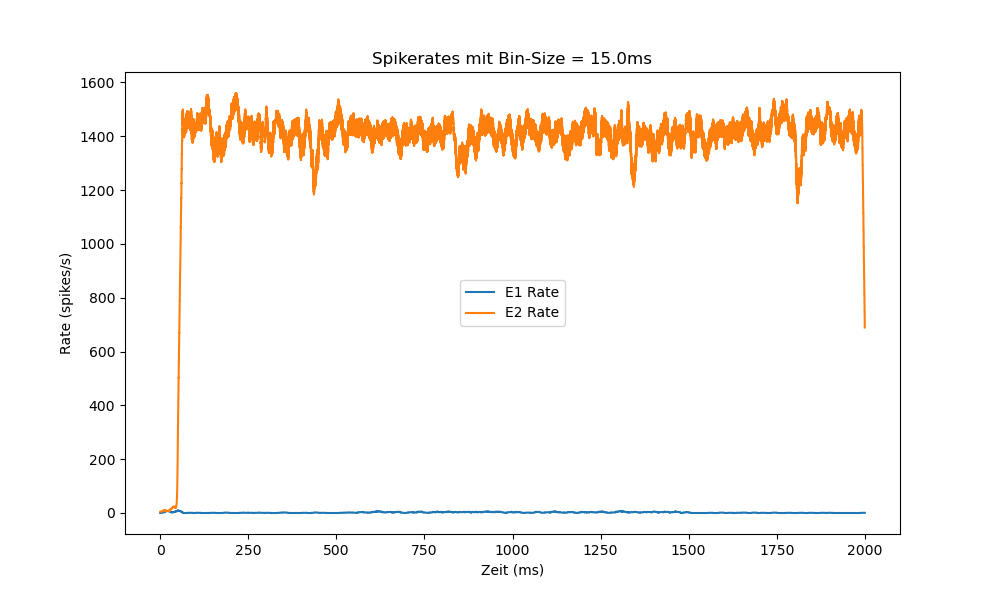 Spikerates mit Bin-Size = 15.0ms
1600
1400
1200
1000
800
600
400
200
0
Rate (spikes/s)
E1 Rate
E2 Rate
0 250 500 750 1000 1250 1500 1750 2000
Zeit (ms)